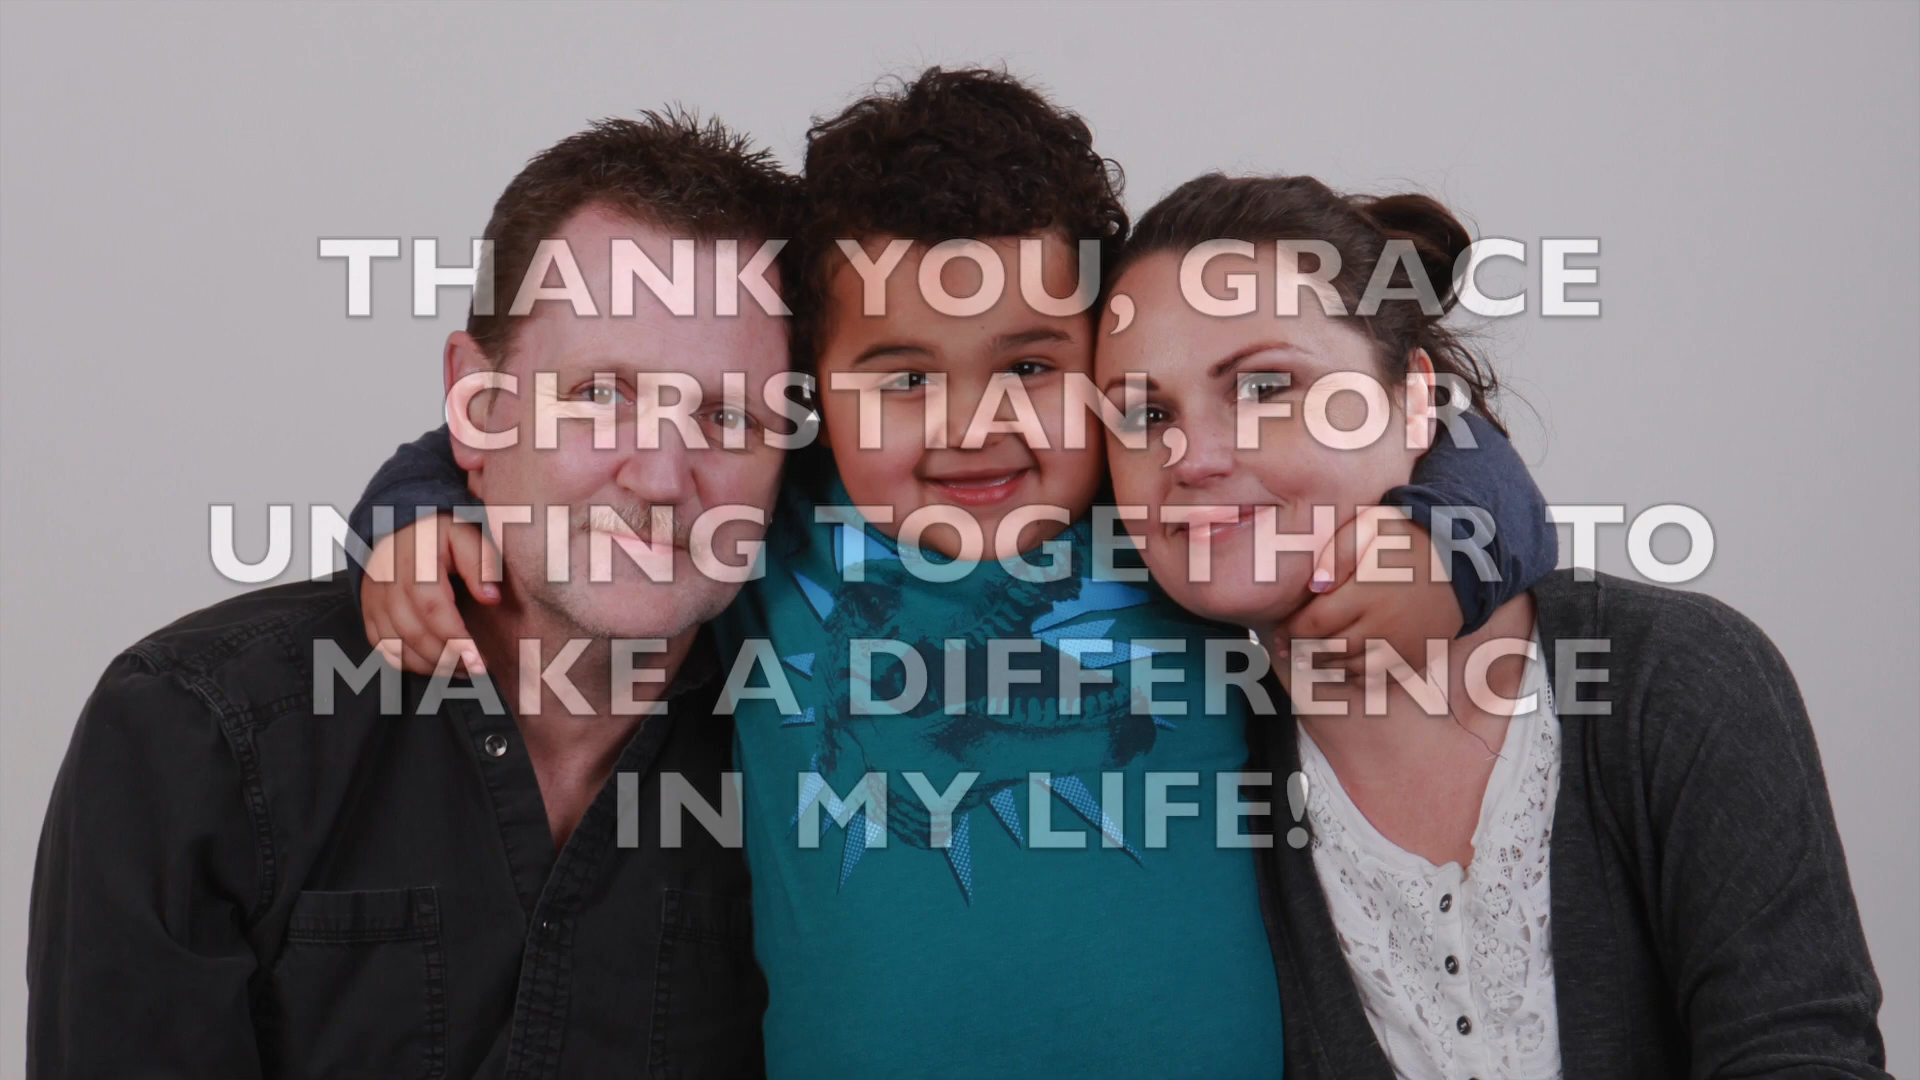 THANK YOU, GRACE
CHRISTIAN, FOR
UNITING TOGETHER TO
MAKE A DIFFERENCE
IN MY LIFE!